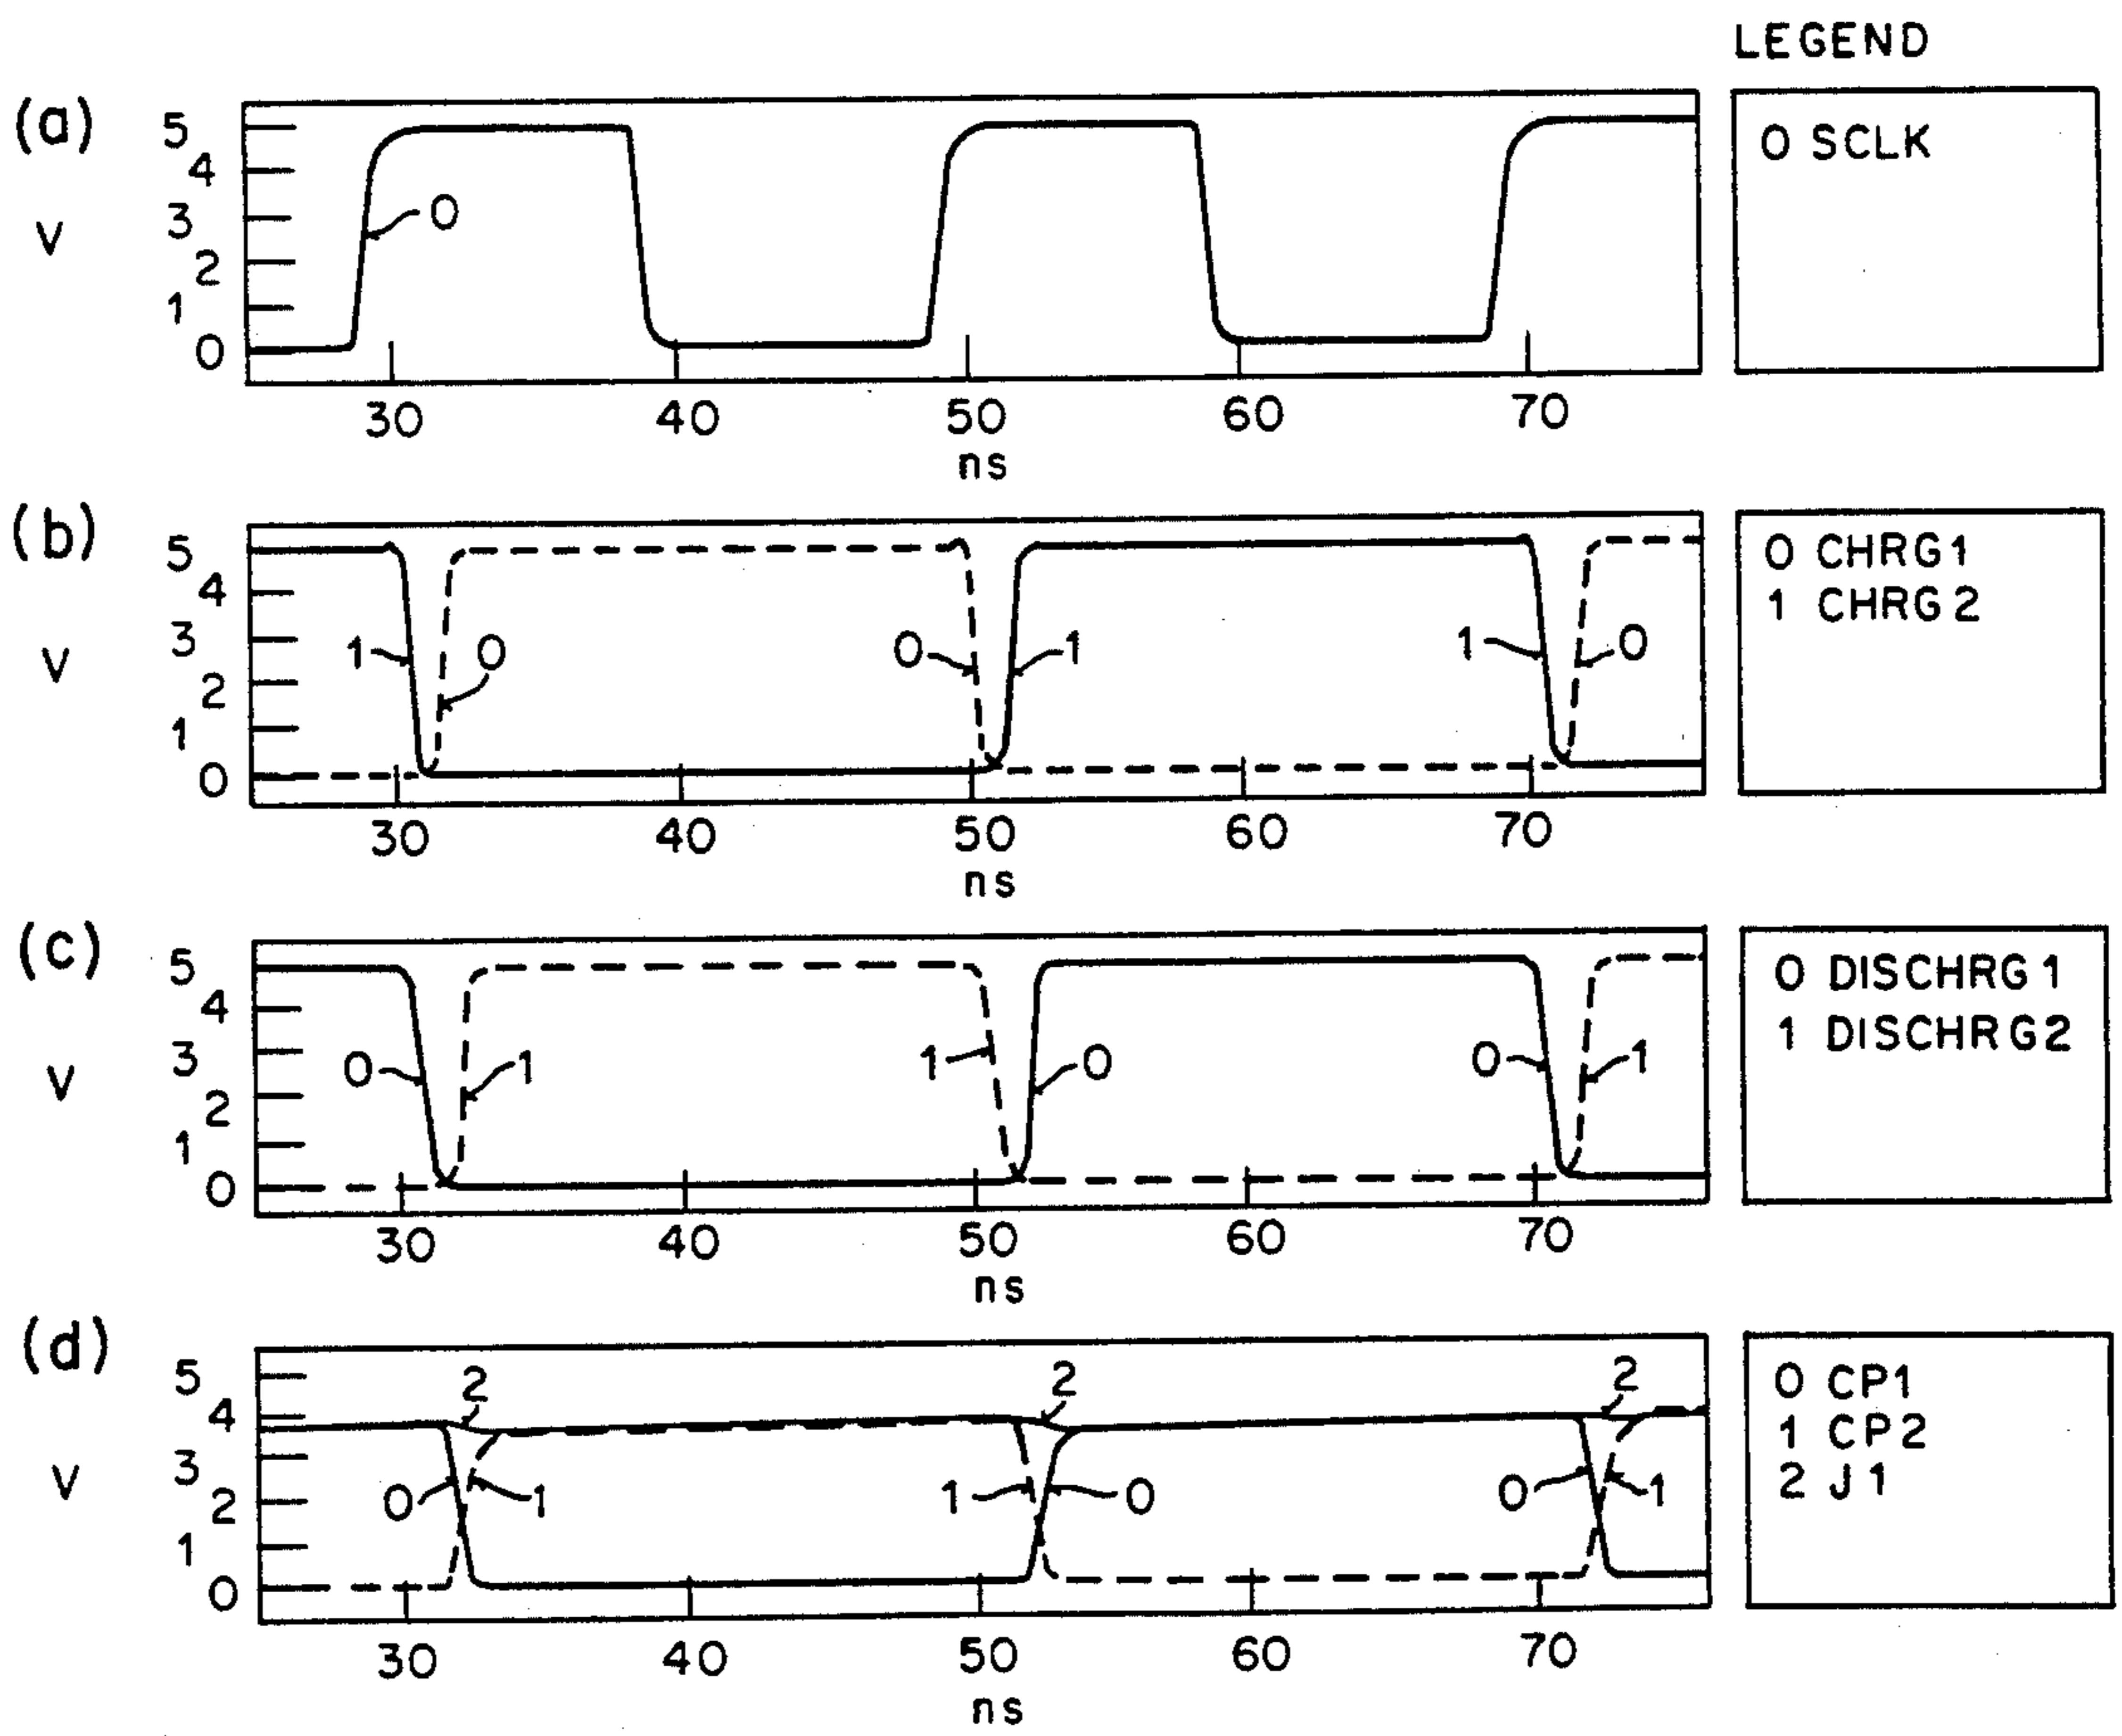 LEGEND
(a)
5
4
3
2
1
0
V
0
0 SCLK
30 40 50 60 70
ns
(b)
5
4
3
2
1
0
V
1 0 0 1 1 0
0 CHRG1
1 CHRG2
30 40 50 60 70
ns
(c)
5
4
3
2
1
0
V
0 1 1 0 0 1
0 DISCHRG1
1 DISCHRG2
30 40 50 60 70
ns
(d)
5
4
3
2
1
0
V
2 2 2
0 1 1 0 0 1
0 CP1
1 CP2
2 J1
30 40 50 60 70
ns